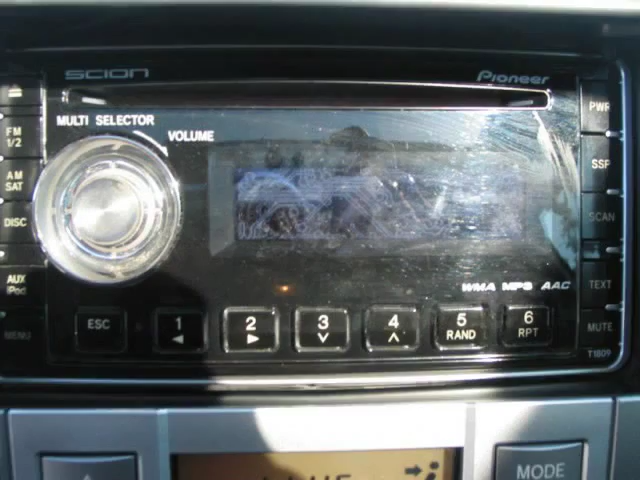 SCION
Pioneer
MULTI SELECTOR
VOLUME
FM
1/2
AM
SAT
DISC
AUX
iPod
MENU
PWR
SSP
SCAN
TEXT
MUTE
WMA MP3 AAC
ESC
1
2
3
4
5
RAND
6
RPT
T1809
MODE